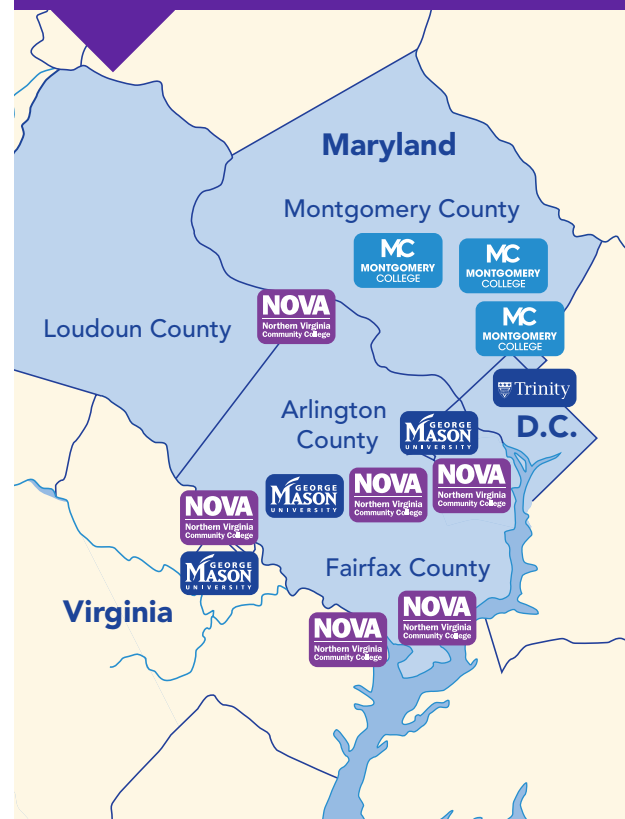 Maryland
Montgomery County
MC
MONTGOMERY
COLLEGE
MC
MONTGOMERY
COLLEGE
NOVA
Northern Virginia
Community College
MC
MONTGOMERY
COLLEGE
Loudoun County
Trinity
Arlington
County
GEORGE
MASON
UNIVERSITY
D.C.
NOVA
Northern Virginia
Community College
GEORGE
MASON
UNIVERSITY
NOVA
Northern Virginia
Community College
NOVA
Northern Virginia
Community College
GEORGE
MASON
UNIVERSITY
Fairfax County
Virginia
NOVA
Northern Virginia
Community College
NOVA
Northern Virginia
Community College